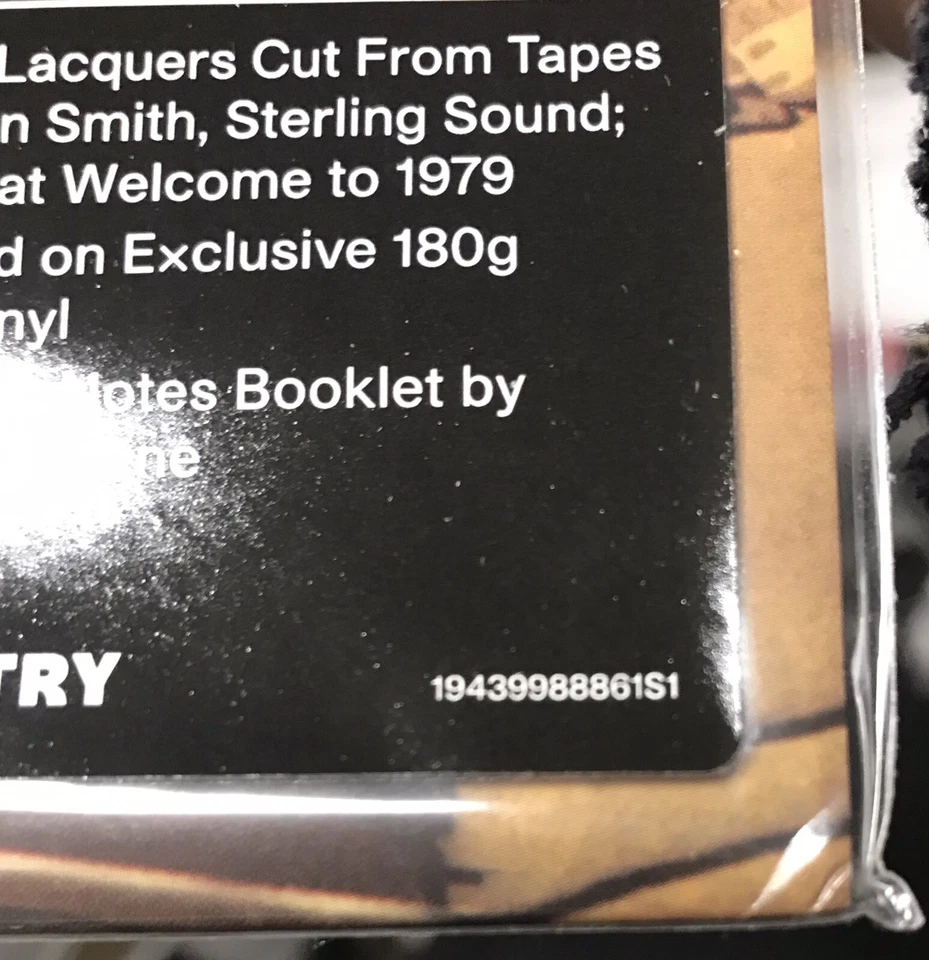 Lacquers Cut From Tapes
n Smith, Sterling Sound;
at Welcome to 1979
d on Exclusive 180g
nyl
otes Booklet by
ne
TRY
19439988861S1